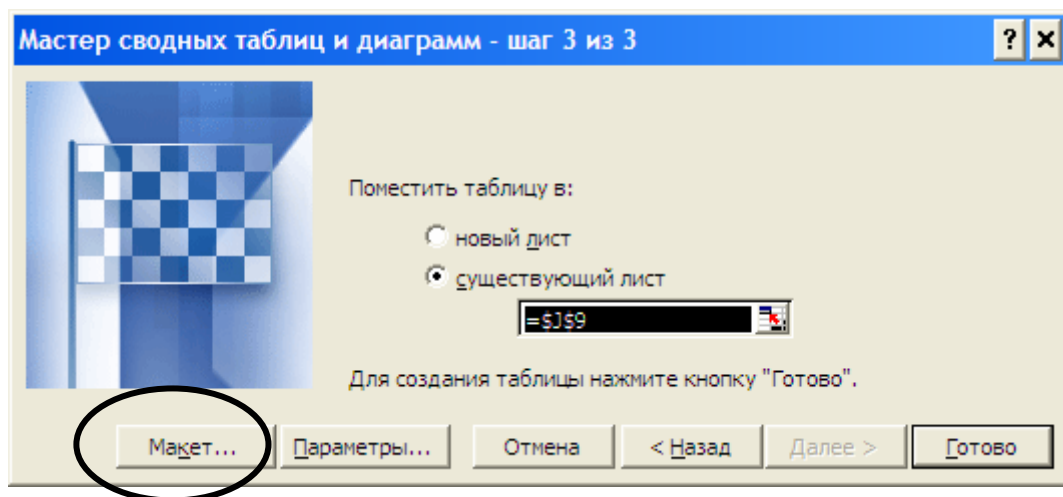 Мастер сводных таблиц и диаграмм - шаг 3 из 3
Поместить таблицу в:
новый лист
существующий лист
=$J$9
Для создания таблицы нажмите кнопку "Готово".
Макет... Параметры... Отмена < Назад Далее > Готово